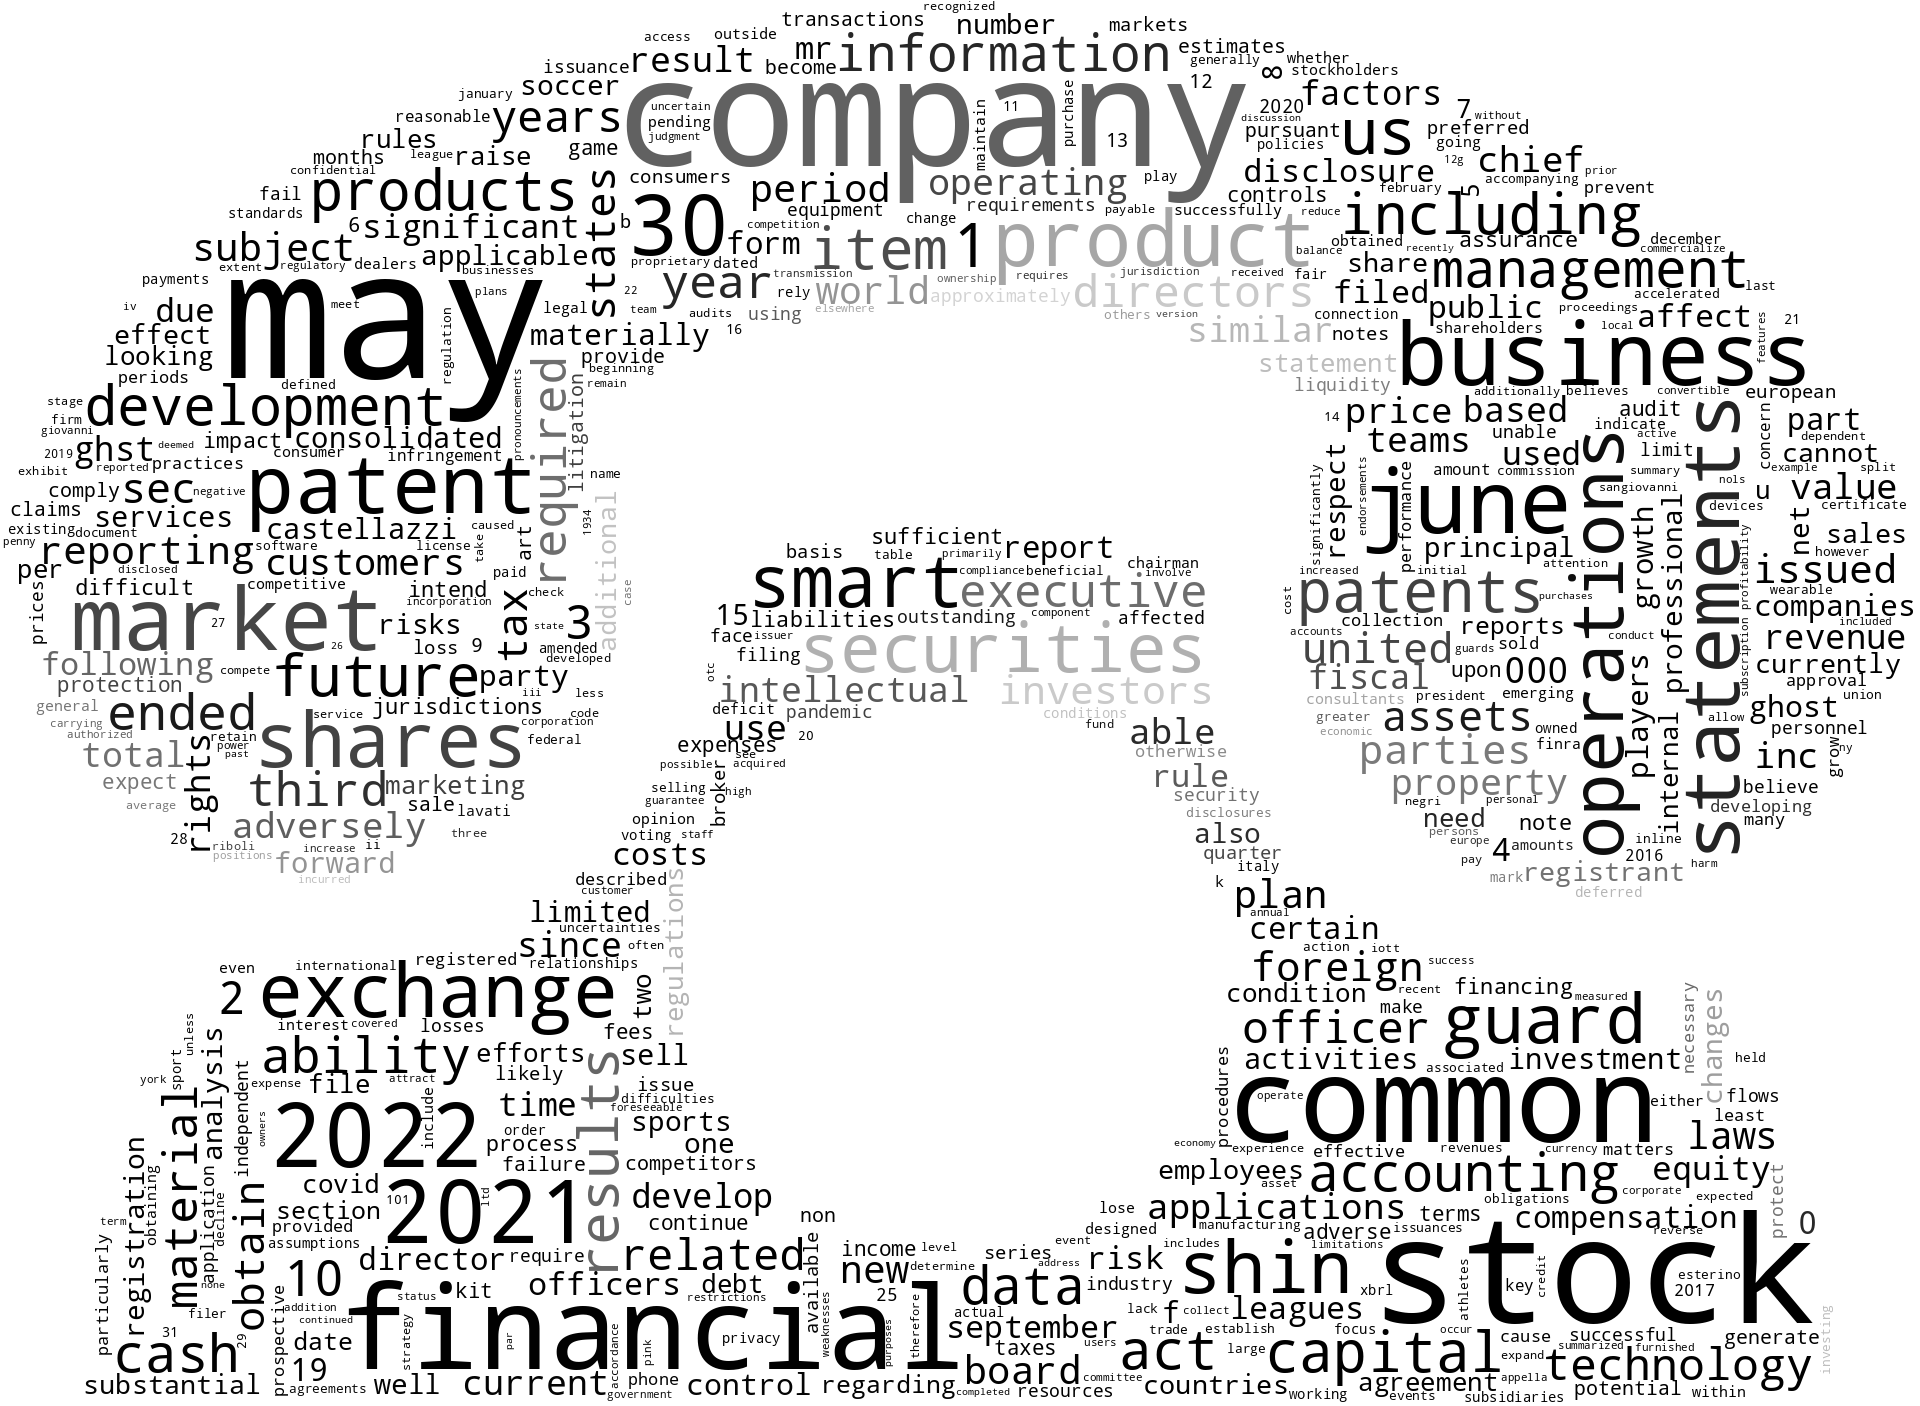 recognized
transactions number markets
access outside mr information estimates
issuance result become generally whether
january soccer company 12 8 stockholders
reasonable years uncertain pending judgment 11 maintain purchase 13 2020 factors
rules game discussion pursuant us 7 without preferred
months league raise policies going
confidential products states consumers period operating play disclosure 12g chief
fail standards 6 significant b 30 equipment requirements payable successfully reduce controls february 5 accompanying prior prevent
subject applicable form competition change item 1 product balance including
extent regulatory dealers businesses proprietary dated obtained recently assurance december commercialize
payments may plans 22 year transmission ownership requires jurisdiction received fair share management last
iv due meet legal team rely world approximately directors filed public accelerated
effect regulation materially audits 16 using elsewhere others version connection shareholders proceedings local affect 21
looking provide similar notes business features
periods defined required beginning remain statement liquidity
stage development pronouncements litigation additionally believes convertible european
firm giovanni 14 price based audit statements concern part
ghst deemed impact consolidated teams unable indicate active dependent
2019 reported practices consumer infringement respect used operations limit cannot
exhibit comply sec negative patent name significantly endorsements performance amount commission summary example split
claims services 1934 additional june sangiovanni nols u value
existing document castellazzi caused take art devices certificate
penny reporting software license customers sufficient principal growth professional net sales
per disclosed basis table primarily report attention however
prices difficult competitive intend paid check case smart compliance beneficial chairman involve cost increased initial patents purchases profitability issued
market 27 incorporation tax state 3 executive wearable companies
26 risks loss 9 amended 15 liabilities outstanding component affected accounts collection reports conduct included
following compete future party developed face issuer securities united guards sold revenue
protection iii less filing otc fiscal upon 000 players internal subscription currently
general ended service jurisdictions code intellectual investors consultants president emerging approval union
carrying authorized shares corporation federal deficit pandemic conditions greater economic assets owned allow ghost
total retain power past use 20 fund able parties finra personnel
rights expenses see otherwise inc grow ny
expect third marketing possible acquired rule property believe
average sale lavati selling guarantee broker high security negri personal developing
28 adversely three opinion disclosures need note many
riboli increase ii voting staff also persons europe inline
positions forward costs quarter pay 4 amounts 2016 harm
incurred described regulations italy mark registrant
customer k deferred
limited plan
uncertainties annual
since often certain
even international registered relationships action iott
2 exchange two foreign success
unless interest covered losses fees condition recent financing measured necessary changes
analysis ability efforts sell make officer guard
york sport independent expense file attract likely results activities associated investment held
material owners 2022 include time issue difficulties foreseeable procedures common operate either flows
order sports least
process one economy experience effective revenues currency matters laws
registration obtaining application decline failure competitors employees accounting equity
covid 101 2021 ltd develop asset corporate expected protect
term section obtain lose applications obligations
particularly provided continue non designed manufacturing adverse issuances terms compensation reverse 0
assumptions director require related available income level event includes limitations
none 10 officers new determine series address risk shin stock
filer prospective addition status kit debt restrictions 25 data industry xbrl athletes key credit esterino 2017
continued financial actual lack f collect leagues
31 29 date strategy par accordance pink privacy weaknesses purposes therefore september users trade establish focus occur cause successful generate investing
cash 19 taxes act large capital expand summarized furnished
substantial agreements well current phone control regarding board committee countries agreement appella technology
government completed resources working events subsidiaries potential within